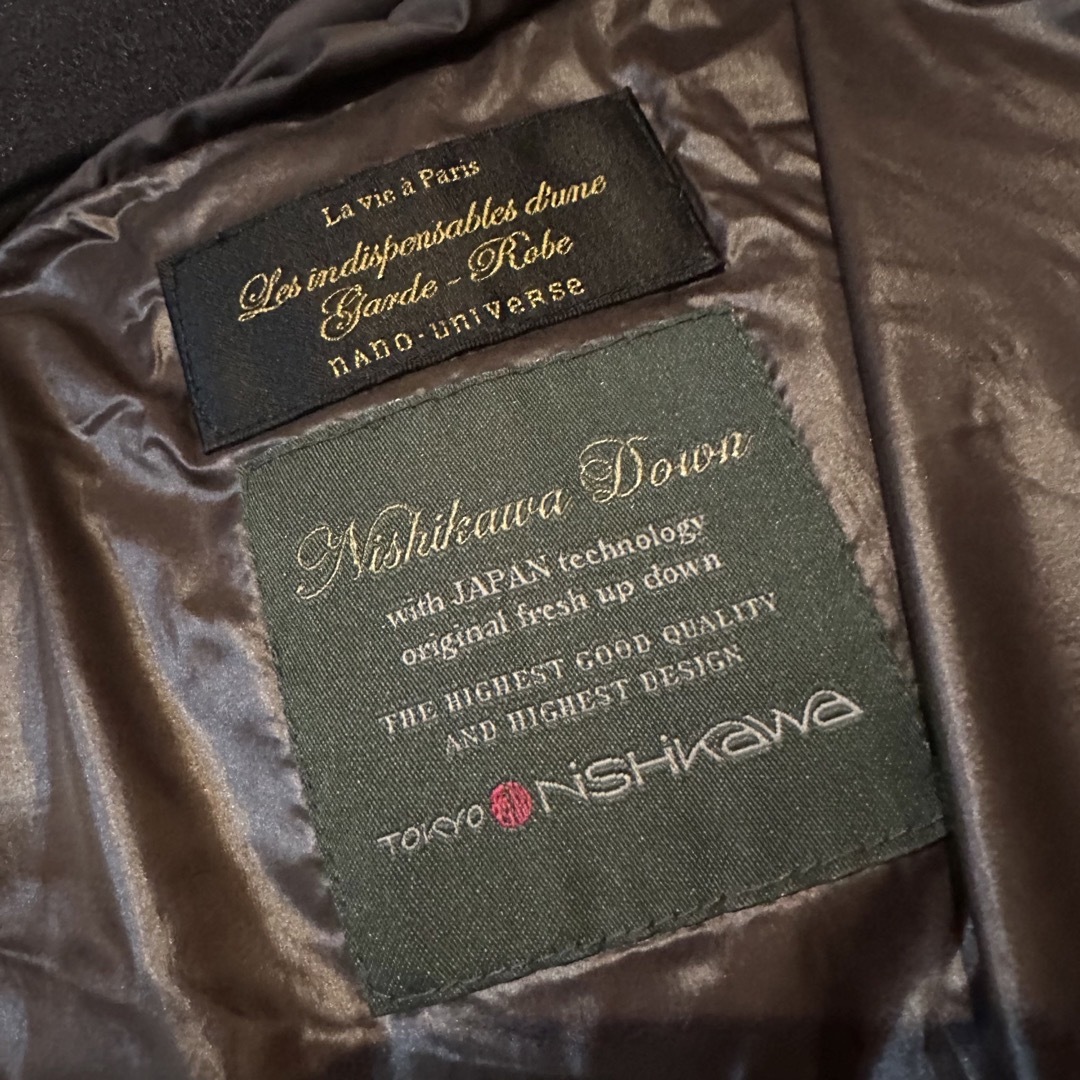 La vie à Paris
Les indispensables d'une
Garde - Robe
nano·universe
Nishikawa Down
with JAPAN technology
original fresh up down
THE HIGHEST GOOD QUALITY
AND HIGHEST DESIGN
TOKYO NiSHiKaWa